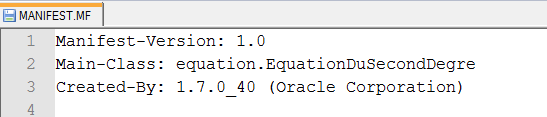 MANIFEST.MF
1 Manifest-Version: 1.0
2 Main-Class: equation.EquationDuSecondDegre
3 Created-By: 1.7.0_40 (Oracle Corporation)
4